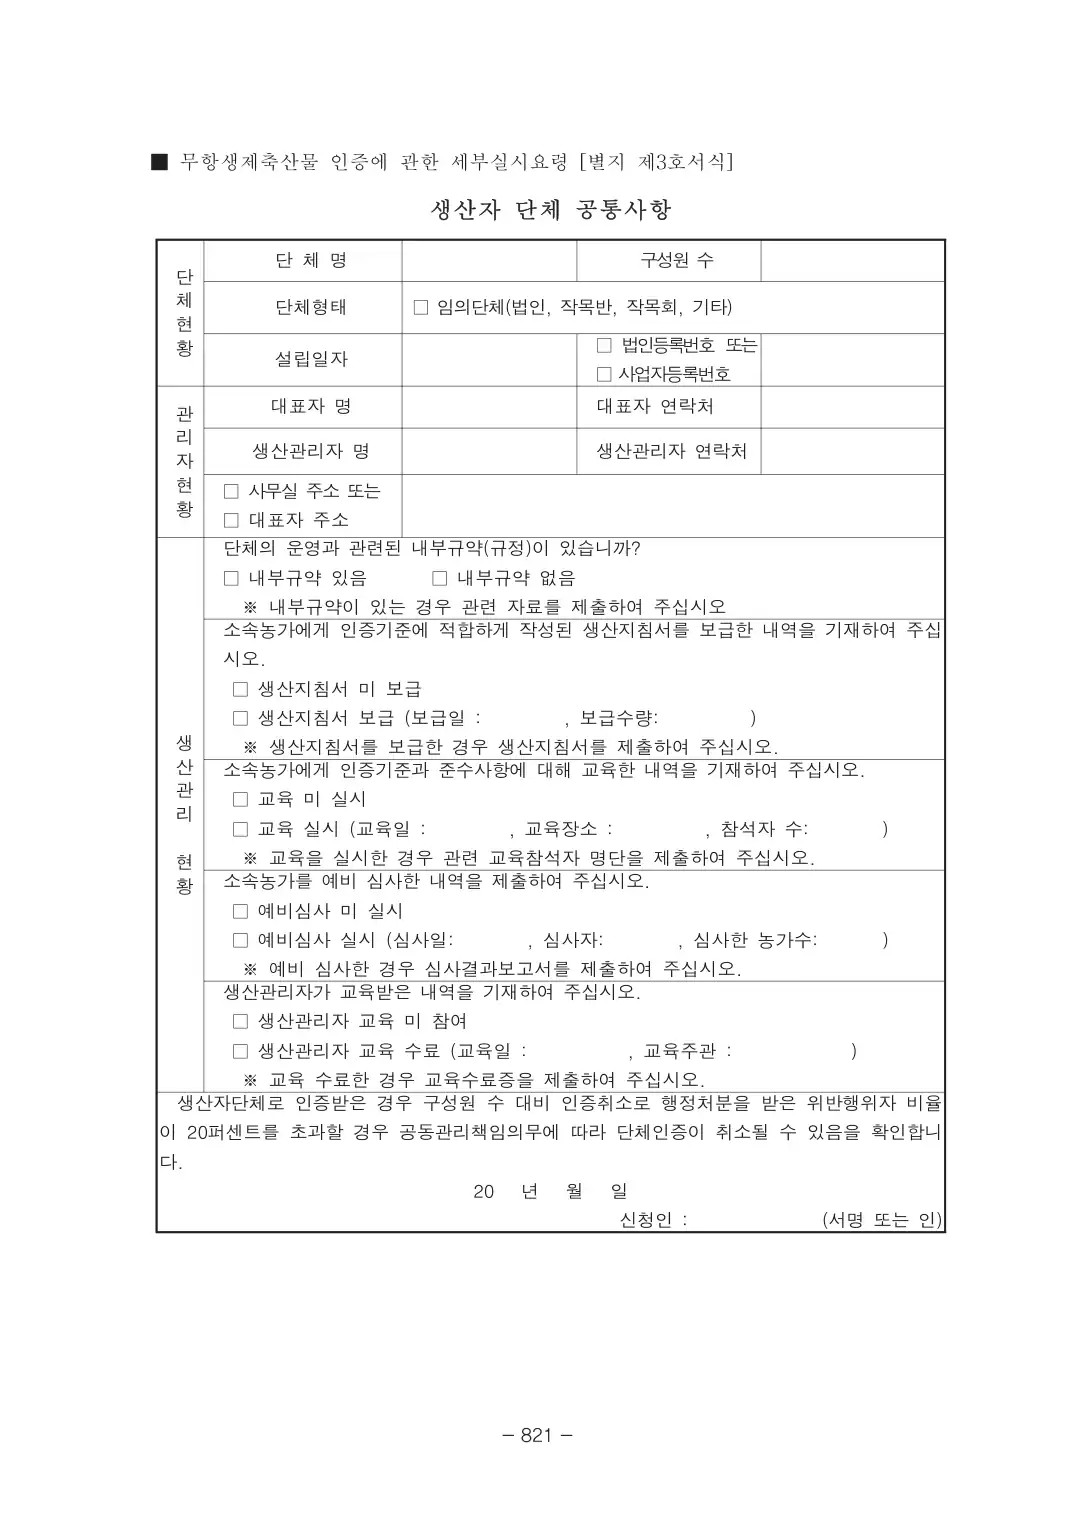 ■ 무항생제축산물 인증에 관한 세부실시요령 [별지 제3호서식]
생산자 단체 공통사항
단체현황
단 체 명
구성원 수
단체형태
□ 임의단체(법인, 작목반, 작목회, 기타)
설립일자
□ 법인등록번호 또는
□ 사업자등록번호
관리자현황
대표자 명
대표자 연락처
생산관리자 명
생산관리자 연락처
□ 사무실 주소 또는
□ 대표자 주소
생산관리 현황
단체의 운영과 관련된 내부규약(규정)이 있습니까?
□ 내부규약 있음 □ 내부규약 없음
※ 내부규약이 있는 경우 관련 자료를 제출하여 주십시오
소속농가에게 인증기준에 적합하게 작성된 생산지침서를 보급한 내역을 기재하여 주십
시오.
□ 생산지침서 미 보급
□ 생산지침서 보급 (보급일 : , 보급수량: )
※ 생산지침서를 보급한 경우 생산지침서를 제출하여 주십시오.
소속농가에게 인증기준과 준수사항에 대해 교육한 내역을 기재하여 주십시오.
□ 교육 미 실시
□ 교육 실시 (교육일 : , 교육장소 : , 참석자 수: )
※ 교육을 실시한 경우 관련 교육참석자 명단을 제출하여 주십시오.
소속농가를 예비 심사한 내역을 제출하여 주십시오.
□ 예비심사 미 실시
□ 예비심사 실시 (심사일: , 심사자: , 심사한 농가수: )
※ 예비 심사한 경우 심사결과보고서를 제출하여 주십시오.
생산관리자가 교육받은 내역을 기재하여 주십시오.
□ 생산관리자 교육 미 참여
□ 생산관리자 교육 수료 (교육일 : , 교육주관 : )
※ 교육 수료한 경우 교육수료증을 제출하여 주십시오.
생산자단체로 인증받은 경우 구성원 수 대비 인증취소로 행정처분을 받은 위반행위자 비율
이 20퍼센트를 초과할 경우 공동관리책임의무에 따라 단체인증이 취소될 수 있음을 확인합니
다.
20 년 월 일
신청인 : (서명 또는 인)
- 821 -